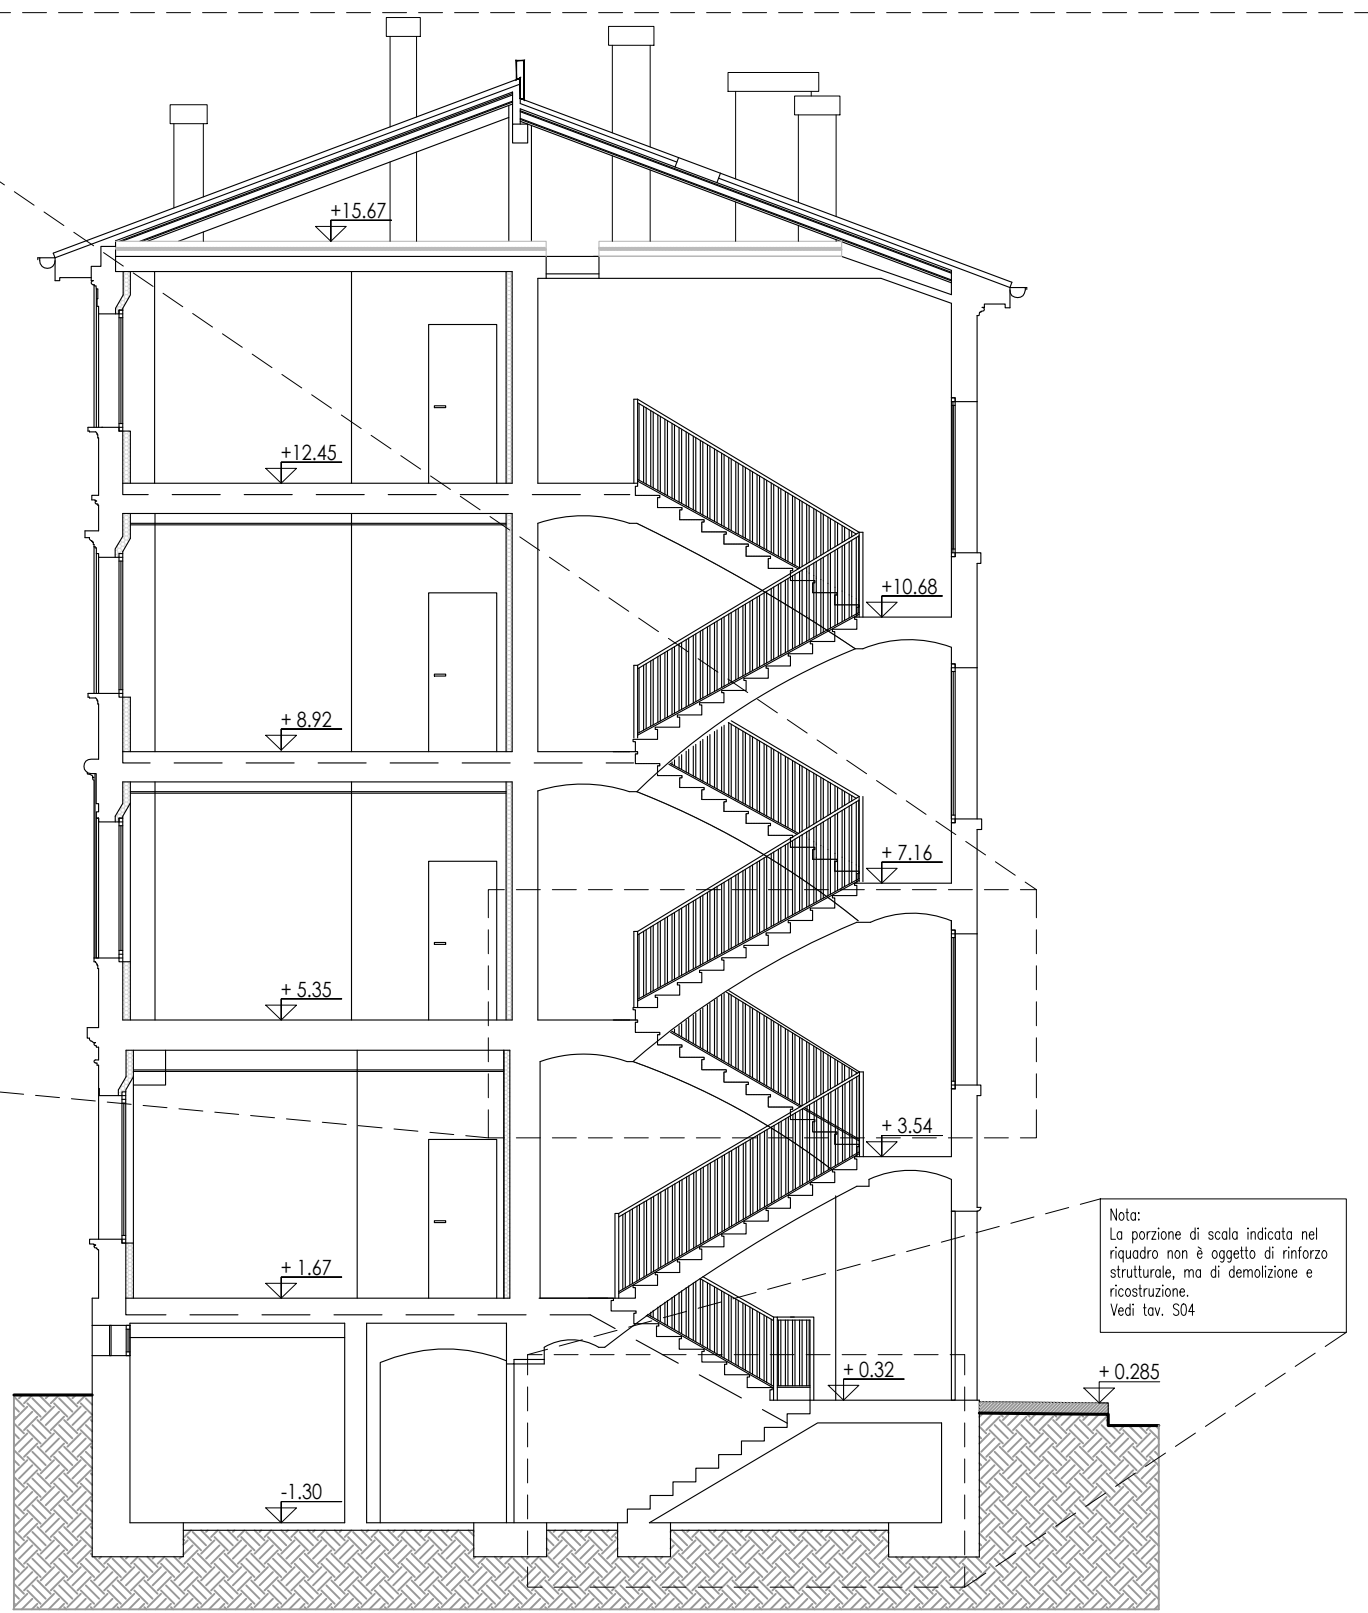 +15.67
+12.45
+10.68
+ 8.92
+ 7.16
+ 5.35
+ 3.54
Nota:
La porzione di scala indicata nel
riquadro non è oggetto di rinforzo
strutturale, ma di demolizione e
ricostruzione.
Vedi tav. S04
+ 1.67
+ 0.32
+ 0.285
-1.30